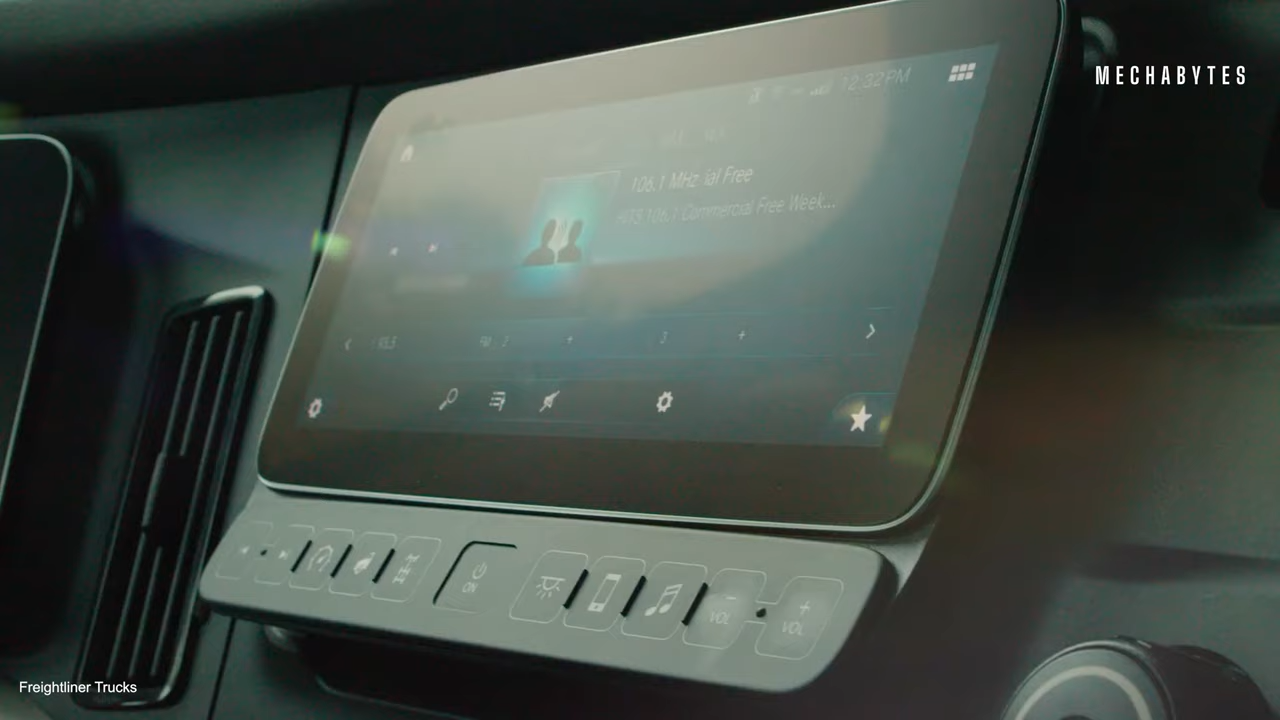 MECHABYTES
12:32 PM
106.1 MHz ial Free
106.1 Commercial Free Week...
ON
VOL
VOL
Freightliner Trucks